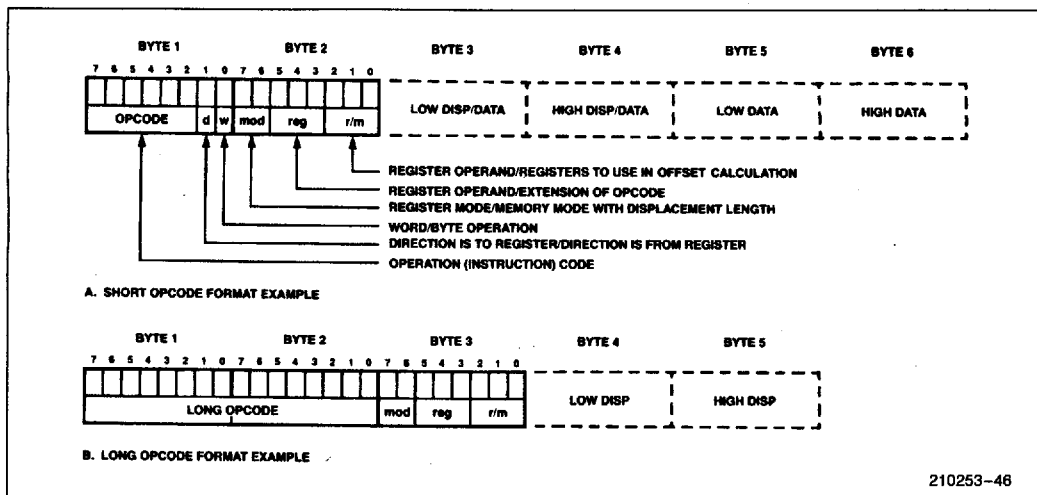 BYTE 1 BYTE 2 BYTE 3 BYTE 4 BYTE 5 BYTE 6
7 6 5 4 3 2 1 0 7 6 5 4 3 2 1 0
OPCODE d w mod reg r/m LOW DISP/DATA HIGH DISP/DATA LOW DATA HIGH DATA
REGISTER OPERAND/REGISTERS TO USE IN OFFSET CALCULATION
REGISTER OPERAND/EXTENSION OF OPCODE
REGISTER MODE/MEMORY MODE WITH DISPLACEMENT LENGTH
WORD/BYTE OPERATION
DIRECTION IS TO REGISTER/DIRECTION IS FROM REGISTER
OPERATION (INSTRUCTION) CODE
A. SHORT OPCODE FORMAT EXAMPLE
BYTE 1 BYTE 2 BYTE 3 BYTE 4 BYTE 5
7 6 5 4 3 2 1 0 7 6 5 4 3 2 1 0 7 6 5 4 3 2 1 0
LONG OPCODE mod reg r/m LOW DISP HIGH DISP
B. LONG OPCODE FORMAT EXAMPLE
210253-46